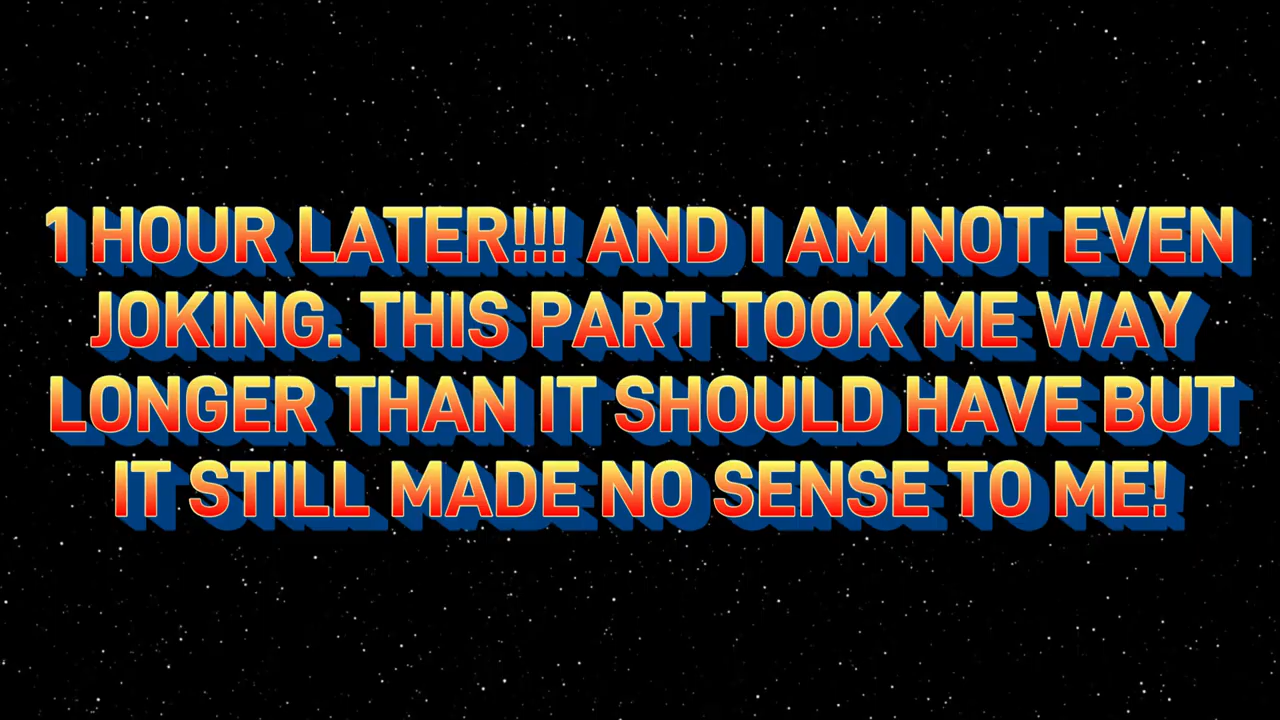 1 HOUR LATER!!! AND I AM NOT EVEN
JOKING. THIS PART TOOK ME WAY
LONGER THAN IT SHOULD HAVE BUT
IT STILL MADE NO SENSE TO ME!